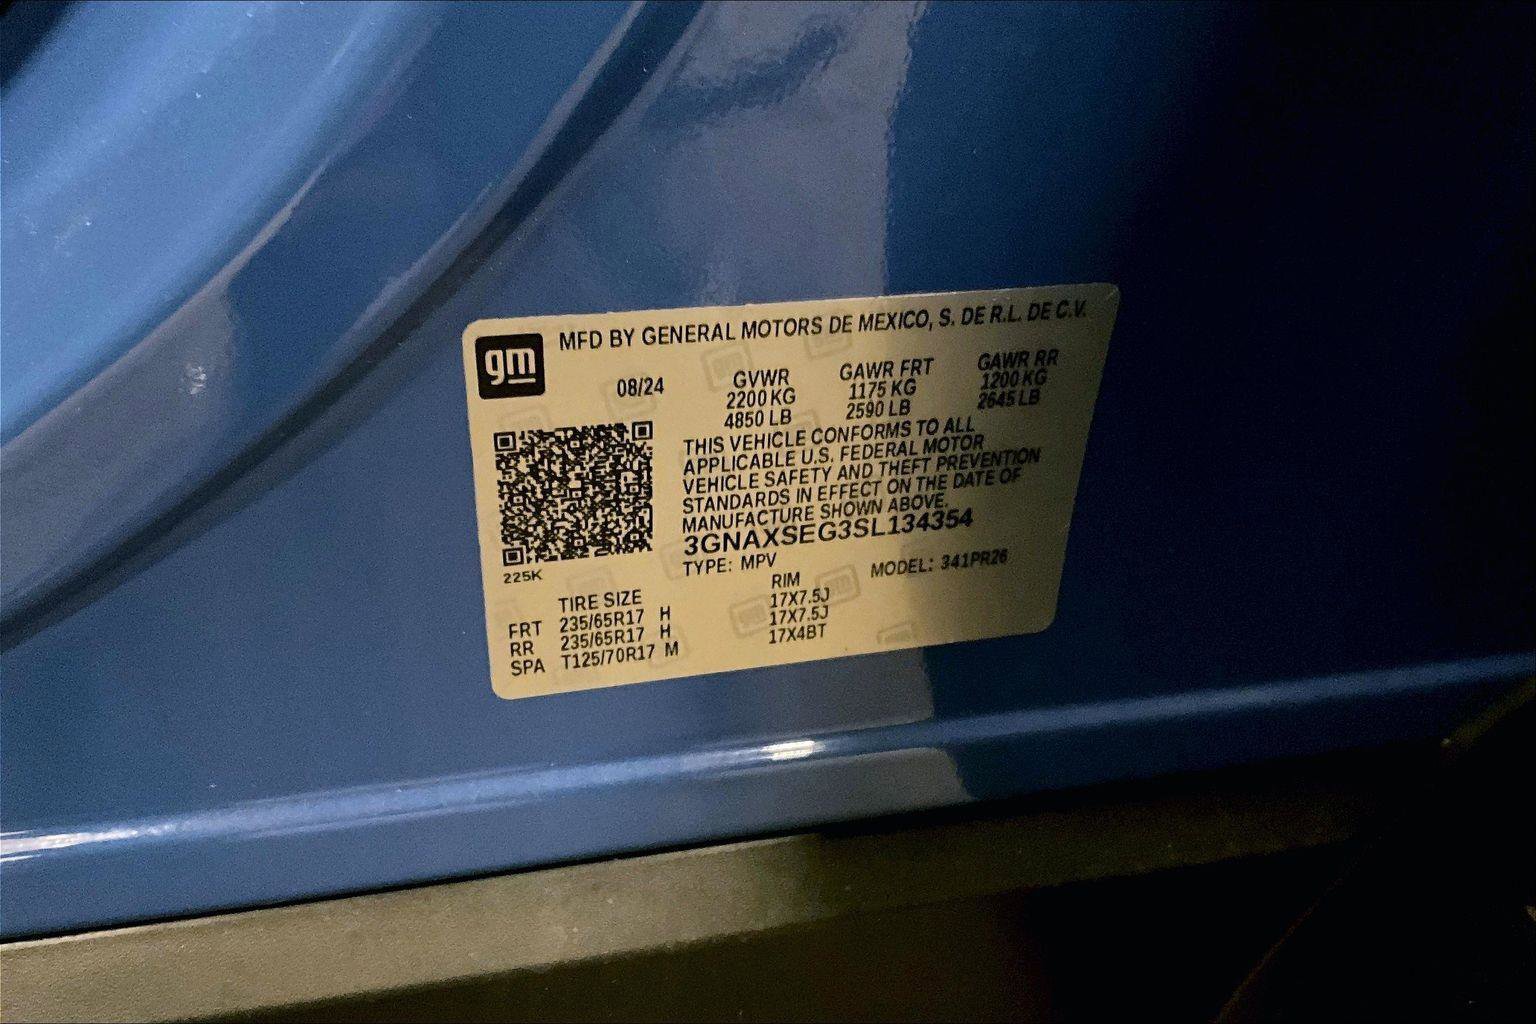 gm
MFD BY GENERAL MOTORS DE MEXICO, S. DE R.L. DE C.V.
08/24 GVWR GAWR FRT GAWR RR
2200 KG 1175 KG 1200 KG
4850 LB 2590 LB 2645 LB
THIS VEHICLE CONFORMS TO ALL
APPLICABLE U.S. FEDERAL MOTOR
VEHICLE SAFETY AND THEFT PREVENTION
STANDARDS IN EFFECT ON THE DATE OF
MANUFACTURE SHOWN ABOVE.
3GNAXSEG3SL134354
225K
TYPE: MPV MODEL: 341PR26
TIRE SIZE RIM
FRT 235/65R17 H 17X7.5J
RR 235/65R17 H 17X7.5J
SPA T125/70R17 M 17X4BT